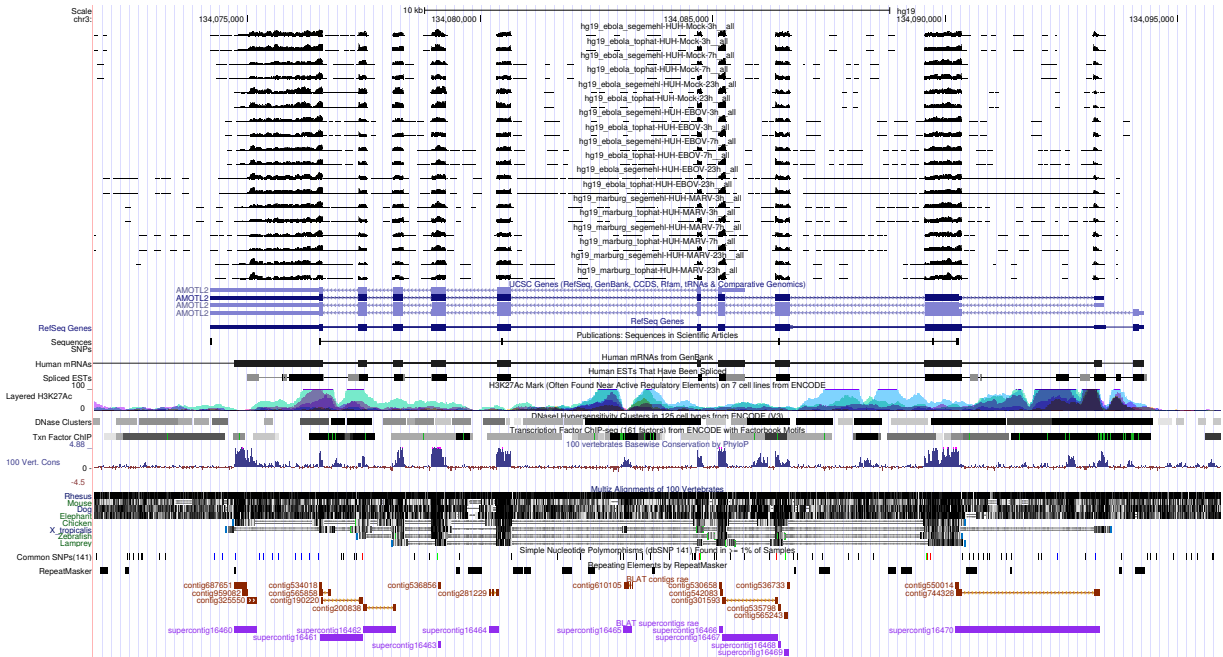 Scale 10 kb hg19
chr3: 134,075,000 134,080,000 134,085,000 134,090,000 134,095,000
hg19_ebola_segemehl-HUH-Mock-3h__all
hg19_ebola_tophat-HUH-Mock-3h__all
hg19_ebola_segemehl-HUH-Mock-7h__all
hg19_ebola_tophat-HUH-Mock-7h__all
hg19_ebola_segemehl-HUH-Mock-23h__all
hg19_ebola_tophat-HUH-Mock-23h__all
hg19_ebola_segemehl-HUH-EBOV-3h__all
hg19_ebola_tophat-HUH-EBOV-3h__all
hg19_ebola_segemehl-HUH-EBOV-7h__all
hg19_ebola_tophat-HUH-EBOV-7h__all
hg19_ebola_segemehl-HUH-EBOV-23h__all
hg19_ebola_tophat-HUH-EBOV-23h__all
hg19_marburg_segemehl-HUH-MARV-3h__all
hg19_marburg_tophat-HUH-MARV-3h__all
hg19_marburg_segemehl-HUH-MARV-7h__all
hg19_marburg_tophat-HUH-MARV-7h__all
hg19_marburg_segemehl-HUH-MARV-23h__all
hg19_marburg_tophat-HUH-MARV-23h__all
UCSC Genes (RefSeq, GenBank, CCDS, Rfam, tRNAs & Comparative Genomics)
AMOTL2
AMOTL2
AMOTL2
AMOTL2
RefSeq Genes
RefSeq Genes
Publications: Sequences in Scientific Articles
Sequences
SNPs
Human mRNAs from GenBank
Human mRNAs
Human ESTs That Have Been Spliced
Spliced ESTs
H3K27Ac Mark (Often Found Near Active Regulatory Elements) on 7 cell lines from ENCODE
100
Layered H3K27Ac
0
DNaseI Hypersensitivity Clusters in 125 cell types from ENCODE (V3)
DNase Clusters
Transcription Factor ChIP-seq (161 factors) from ENCODE with Factorbook Motifs
Txn Factor ChIP
100 vertebrates Basewise Conservation by PhyloP
4.88
100 Vert. Cons
0
-4.5
Multiz Alignments of 100 Vertebrates
Rhesus
Mouse
Dog
Elephant
Chicken
X_tropicalis
Zebrafish
Lamprey
Simple Nucleotide Polymorphisms (dbSNP 141) Found in >= 1% of Samples
Common SNPs(141)
Repeating Elements by RepeatMasker
RepeatMasker
BLAT contigs rae
contig687651 contig534018 contig536856 contig610105 contig530658 contig536733 contig550014
contig959082 contig565858 contig281229 contig542083 contig744328
contig325550 contig190220 contig301593
contig200838 contig535798
contig565243
BLAT supercontigs rae
supercontig16460 supercontig16462 supercontig16464 supercontig16465 supercontig16466 supercontig16470
supercontig16461 supercontig16467
supercontig16463 supercontig16468
supercontig16469